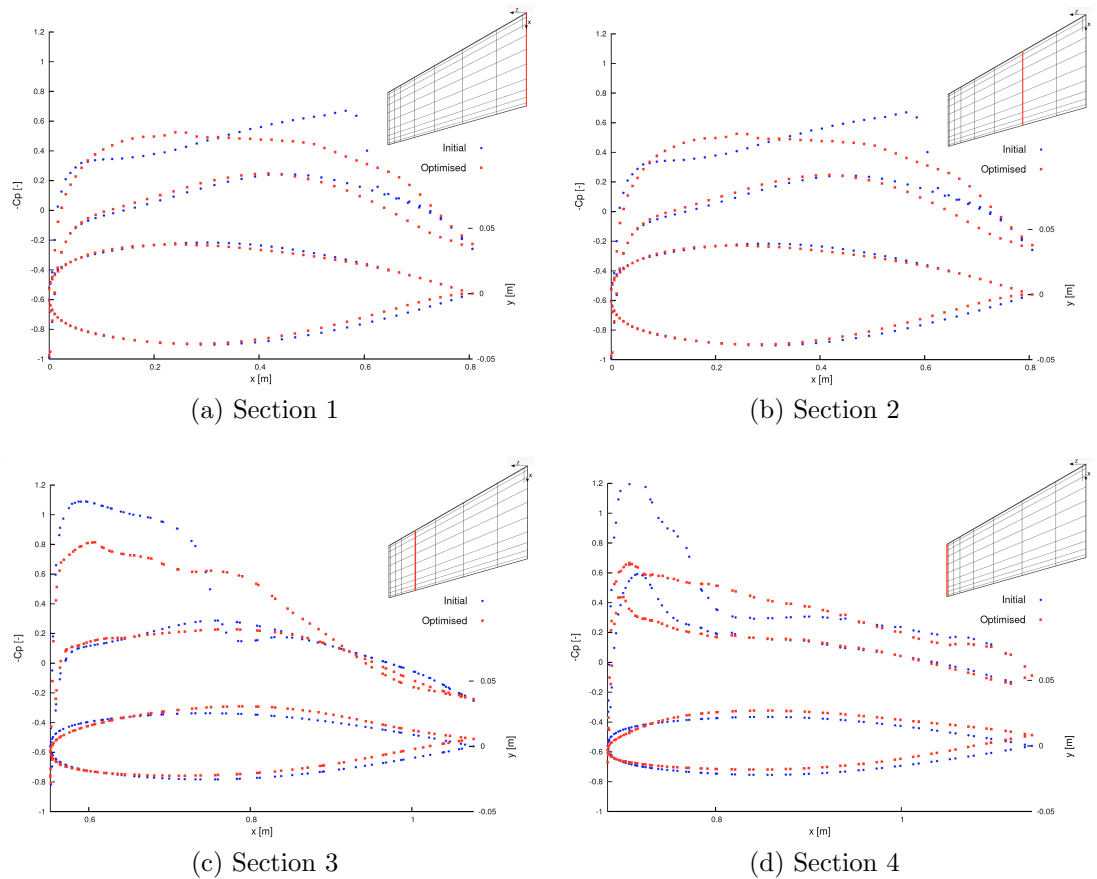 Z
x
1.2
1
0.8
0.6
0.4
0.2
0
-0.2
-0.4
-0.6
-0.8
-1
-Cp [-]
Initial
Optimised
0.05
0
-0.05
y [m]
0 0.2 0.4 0.6 0.8
x [m]
(a) Section 1
Z
x
1.2
1
0.8
0.6
0.4
0.2
0
-0.2
-0.4
-0.6
-0.8
-1
-Cp [-]
Initial
Optimised
0.05
0
-0.05
y [m]
0 0.2 0.4 0.6 0.8
x [m]
(b) Section 2
Z
x
1.2
1
0.8
0.6
0.4
0.2
0
-0.2
-0.4
-0.6
-0.8
-1
-Cp [-]
Initial
Optimised
0.05
0
-0.05
y [m]
0.6 0.8 1
x [m]
(c) Section 3
Z
x
1.2
1
0.8
0.6
0.4
0.2
0
-0.2
-0.4
-0.6
-0.8
-1
-Cp [-]
Initial
Optimised
0.05
0
-0.05
y [m]
0.8 1
x [m]
(d) Section 4